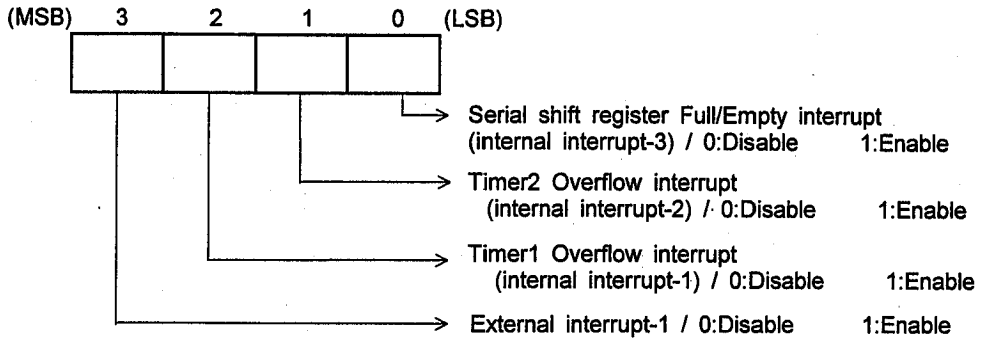 (MSB) 3 2 1 0 (LSB)
Serial shift register Full/Empty interrupt
(internal interrupt-3) / 0:Disable 1:Enable
Timer2 Overflow interrupt
(internal interrupt-2) / 0:Disable 1:Enable
Timer1 Overflow interrupt
(internal interrupt-1) / 0:Disable 1:Enable
External interrupt-1 / 0:Disable 1:Enable